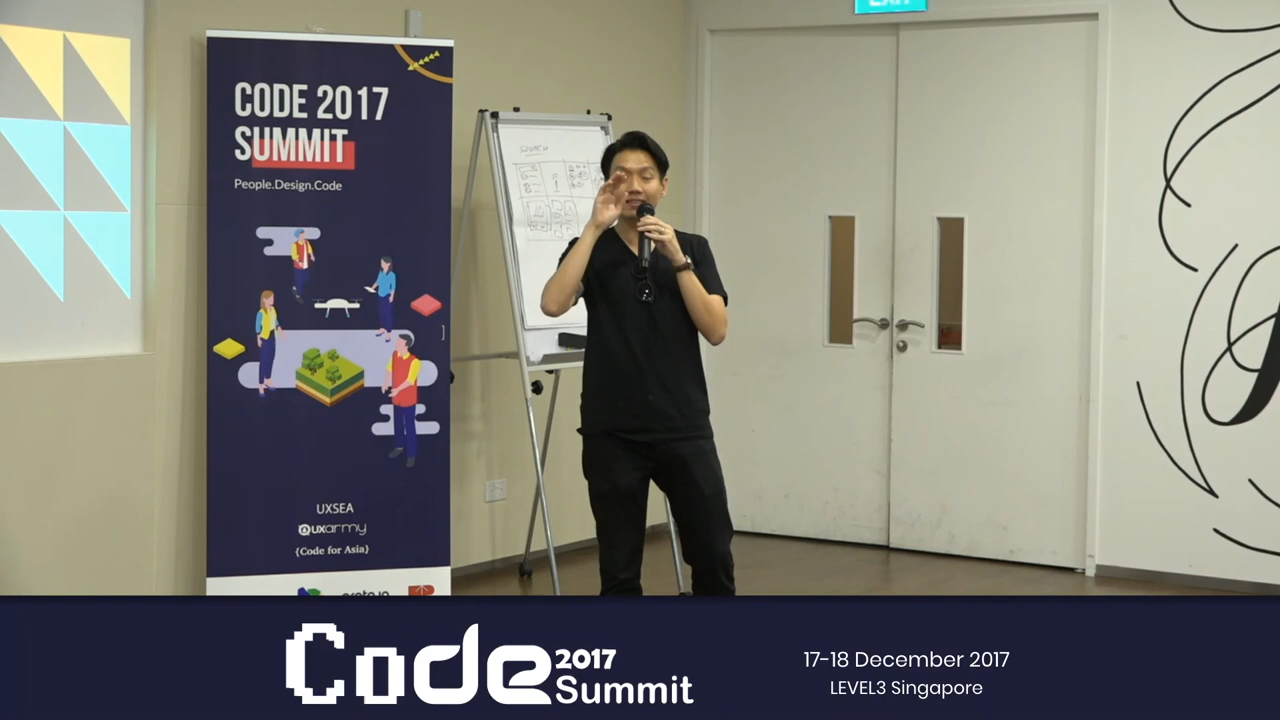 EXIT
CODE 2017
SUMMIT
People.Design.Code
UXSEA
uxarmy
{Code for Asia}
Code 2017
Summit
17-18 December 2017
LEVEL3 Singapore